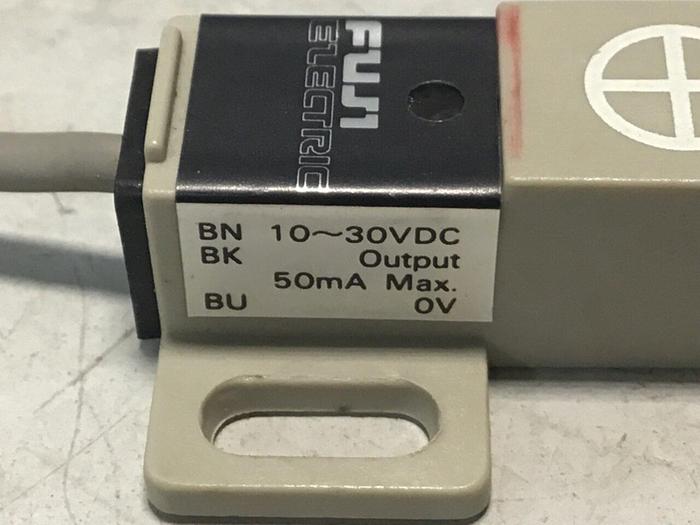 FUJI
ELECTRIC
BN 10~30VDC
BK Output
50mA Max.
BU 0V